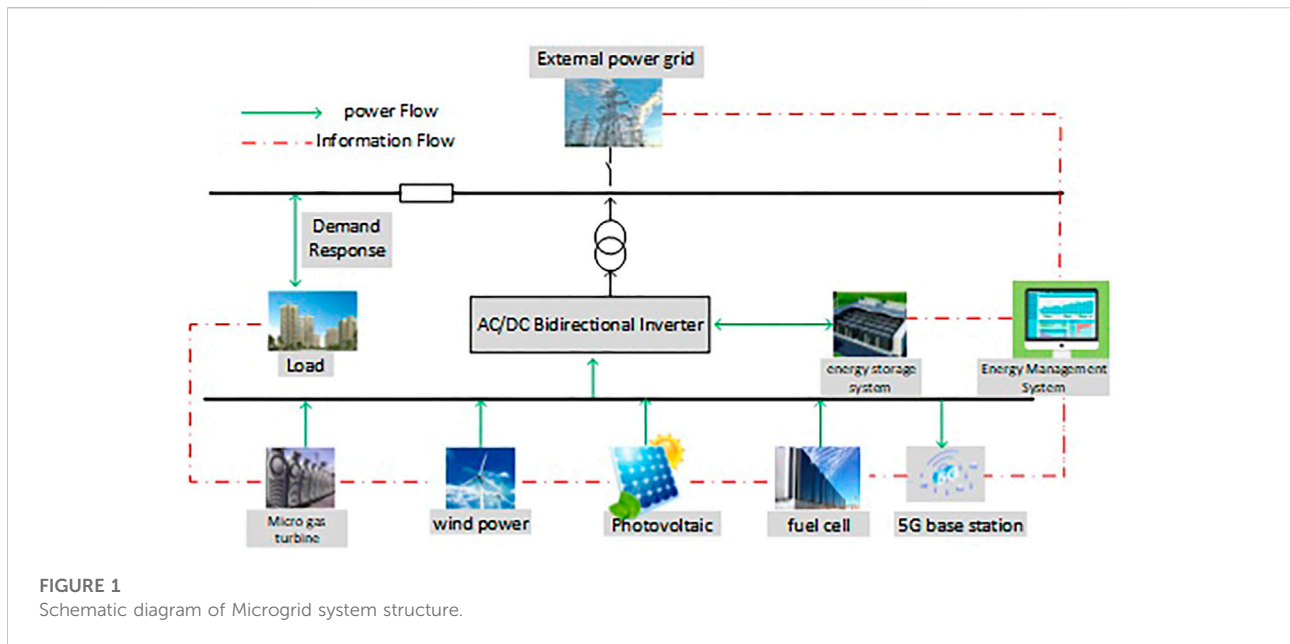 External power grid
power Flow
Information Flow
Demand
Response
AC/DC Bidirectional Inverter
Load
energy storage
system
Energy Management
System
Micro gas
turbine
wind power
Photovoltaic
fuel cell
5G base station
FIGURE 1
Schematic diagram of Microgrid system structure.